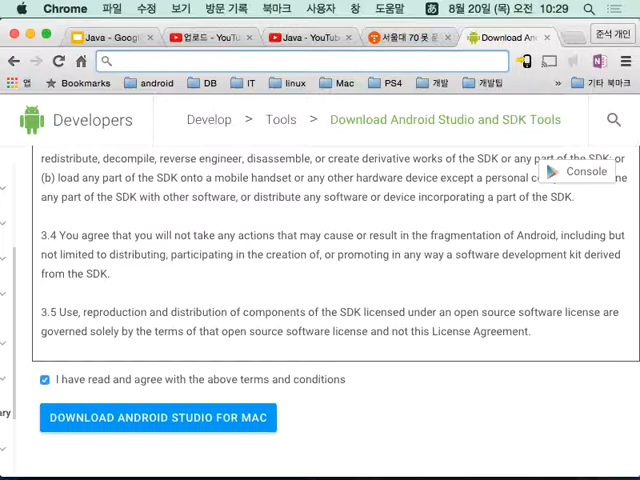 Chrome 파일 수정 보기 방문 기록 북마크 사용자 창 도움말 8월 20일 (목) 오전 10:29
Java - Goog 업로드 - YouTu Java - YouTub 서울대 70 못 푼 Download An 준석 개인
앱 Bookmarks android DB IT linux Mac PS4 개발 개발팁 » 기타 북마크
Developers Develop > Tools > Download Android Studio and SDK Tools
redistribute, decompile, reverse engineer, disassemble, or create derivative works of the SDK or any part of the SDK; or
Console
(b) load any part of the SDK onto a mobile handset or any other hardware device except a personal
any part of the SDK with other software, or distribute any software or device incorporating a part of the SDK.
3.4 You agree that you will not take any actions that may cause or result in the fragmentation of Android, including but
not limited to distributing, participating in the creation of, or promoting in any way a software development kit derived
from the SDK.
3.5 Use, reproduction and distribution of components of the SDK licensed under an open source software license are
governed solely by the terms of that open source software license and not this License Agreement.
I have read and agree with the above terms and conditions
DOWNLOAD ANDROID STUDIO FOR MAC
ary